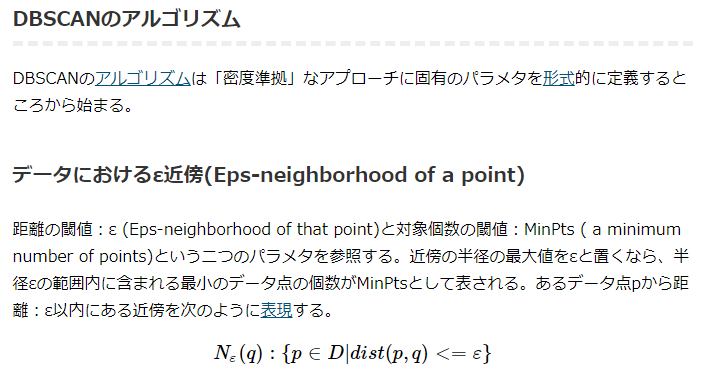 DBSCANのアルゴリズム
DBSCANのアルゴリズムは「密度準拠」なアプローチに固有のパラメタを形式的に定義すると
ころから始まる。
データにおけるε近傍(Eps-neighborhood of a point)
距離の閾値：ε (Eps-neighborhood of that point)と対象個数の閾値：MinPts ( a minimum
number of points)という二つのパラメタを参照する。近傍の半径の最大値をεと置くなら、半
径εの範囲内に含まれる最小のデータ点の個数がMinPtsとして表される。あるデータ点pから距
離：ε以内にある近傍を次のように表現する。
Nε(q) : {p ∈ D|dist(p, q) <= ε}